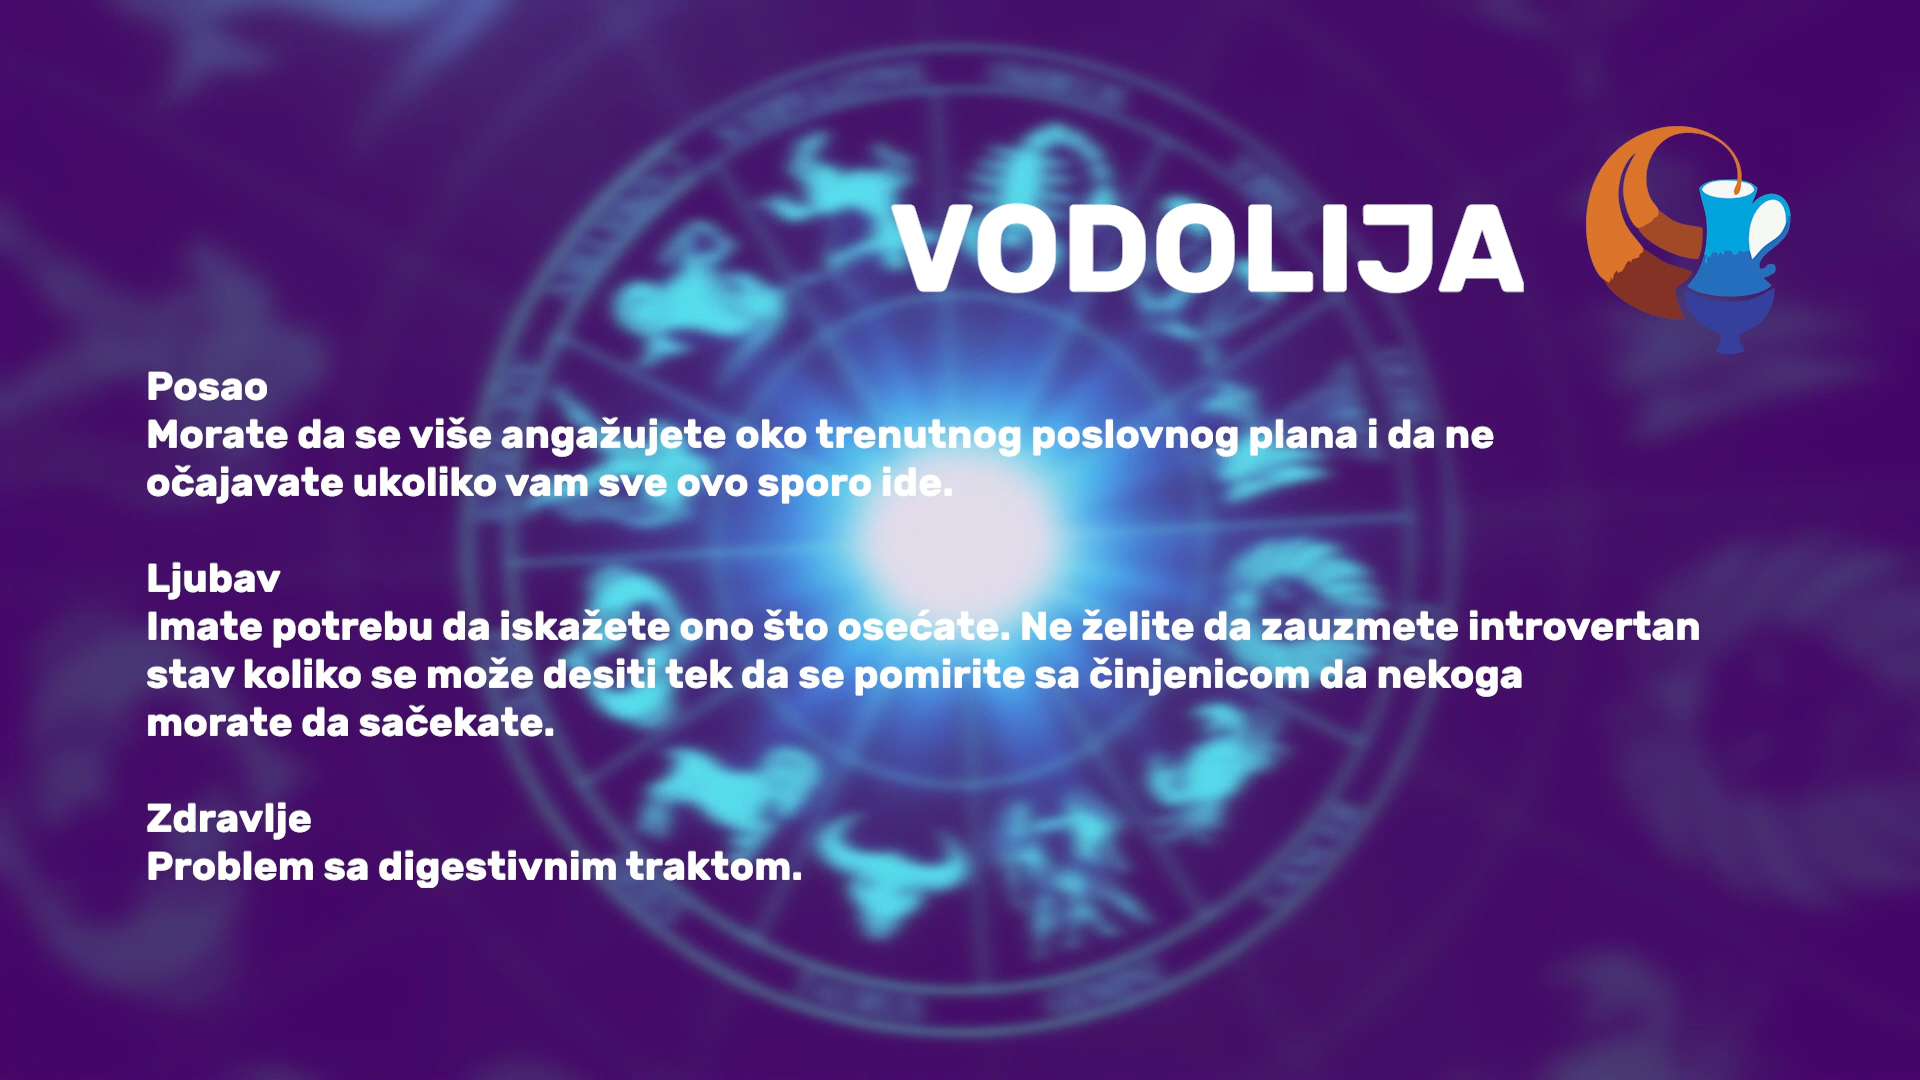 VODOLIJA
Posao
Morate da se više angažujete oko trenutnog poslovnog plana i da ne
očajavate ukoliko vam sve ovo sporo ide.
Ljubav
Imate potrebu da iskažete ono što osećate. Ne želite da zauzmete introvertan
stav koliko se može desiti tek da se pomirite sa činjenicom da nekoga
morate da sačekate.
Zdravlje
Problem sa digestivnim traktom.